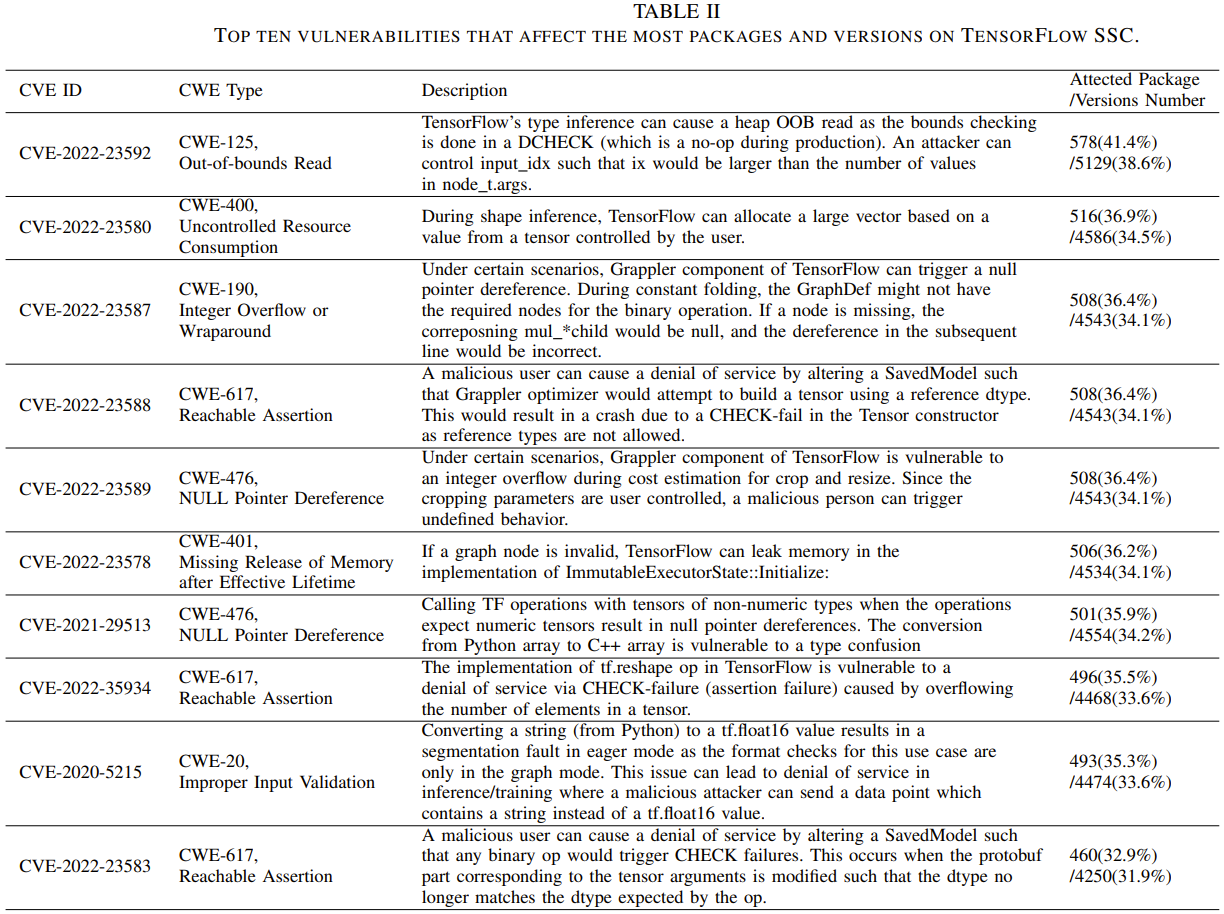 TABLE II
TOP TEN VULNERABILITIES THAT AFFECT THE MOST PACKAGES AND VERSIONS ON TENSORFLOW SSC.
CVE ID
CWE Type
Description
Attected Package
/Versions Number
CVE-2022-23592
CWE-125,
Out-of-bounds Read
TensorFlow's type inference can cause a heap OOB read as the bounds checking
is done in a DCHECK (which is a no-op during production). An attacker can
control input_idx such that ix would be larger than the number of values
in node_t.args.
578(41.4%)
/5129(38.6%)
CVE-2022-23580
CWE-400,
Uncontrolled Resource
Consumption
During shape inference, TensorFlow can allocate a large vector based on a
value from a tensor controlled by the user.
516(36.9%)
/4586(34.5%)
CVE-2022-23587
CWE-190,
Integer Overflow or
Wraparound
Under certain scenarios, Grappler component of TensorFlow can trigger a null
pointer dereference. During constant folding, the GraphDef might not have
the required nodes for the binary operation. If a node is missing, the
correposning mul_*child would be null, and the dereference in the subsequent
line would be incorrect.
508(36.4%)
/4543(34.1%)
CVE-2022-23588
CWE-617,
Reachable Assertion
A malicious user can cause a denial of service by altering a SavedModel such
that Grappler optimizer would attempt to build a tensor using a reference dtype.
This would result in a crash due to a CHECK-fail in the Tensor constructor
as reference types are not allowed.
508(36.4%)
/4543(34.1%)
CVE-2022-23589
CWE-476,
NULL Pointer Dereference
Under certain scenarios, Grappler component of TensorFlow is vulnerable to
an integer overflow during cost estimation for crop and resize. Since the
cropping parameters are user controlled, a malicious person can trigger
undefined behavior.
508(36.4%)
/4543(34.1%)
CVE-2022-23578
CWE-401,
Missing Release of Memory
after Effective Lifetime
If a graph node is invalid, TensorFlow can leak memory in the
implementation of ImmutableExecutorState::Initialize:
506(36.2%)
/4534(34.1%)
CVE-2021-29513
CWE-476,
NULL Pointer Dereference
Calling TF operations with tensors of non-numeric types when the operations
expect numeric tensors result in null pointer dereferences. The conversion
from Python array to C++ array is vulnerable to a type confusion
501(35.9%)
/4554(34.2%)
CVE-2022-35934
CWE-617,
Reachable Assertion
The implementation of tf.reshape op in TensorFlow is vulnerable to a
denial of service via CHECK-failure (assertion failure) caused by overflowing
the number of elements in a tensor.
496(35.5%)
/4468(33.6%)
CVE-2020-5215
CWE-20,
Improper Input Validation
Converting a string (from Python) to a tf.float16 value results in a
segmentation fault in eager mode as the format checks for this use case are
only in the graph mode. This issue can lead to denial of service in
inference/training where a malicious attacker can send a data point which
contains a string instead of a tf.float16 value.
493(35.3%)
/4474(33.6%)
CVE-2022-23583
CWE-617,
Reachable Assertion
A malicious user can cause a denial of service by altering a SavedModel such
that any binary op would trigger CHECK failures. This occurs when the protobuf
part corresponding to the tensor arguments is modified such that the dtype no
longer matches the dtype expected by the op.
460(32.9%)
/4250(31.9%)